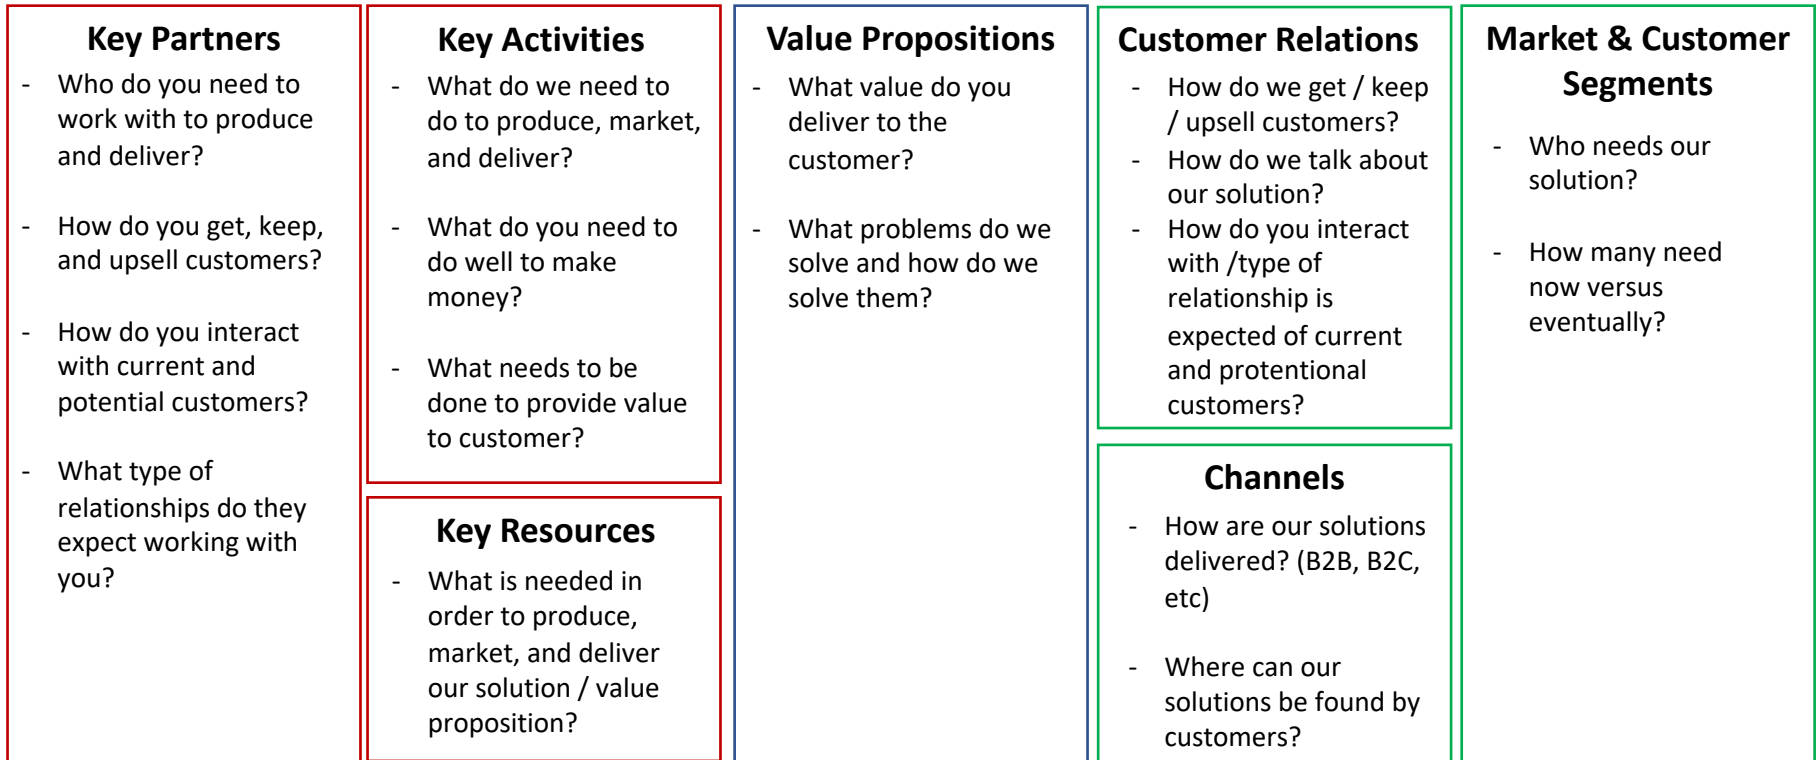 Key Partners
- Who do you need to
work with to produce
and deliver?
- How do you get, keep,
and upsell customers?
- How do you interact
with current and
potential customers?
- What type of
relationships do they
expect working with
you?
Key Activities
- What do we need to
do to produce, market,
and deliver?
- What do you need to
do well to make
money?
- What needs to be
done to provide value
to customer?
Key Resources
- What is needed in
order to produce,
market, and deliver
our solution / value
proposition?
Value Propositions
- What value do you
deliver to the
customer?
- What problems do we
solve and how do we
solve them?
Customer Relations
- How do we get / keep
/ upsell customers?
- How do we talk about
our solution?
- How do you interact
with /type of
relationship is
expected of current
and protentional
customers?
Channels
- How are our solutions
delivered? (B2B, B2C,
etc)
- Where can our
solutions be found by
customers?
Market & Customer
Segments
- Who needs our
solution?
- How many need
now versus
eventually?